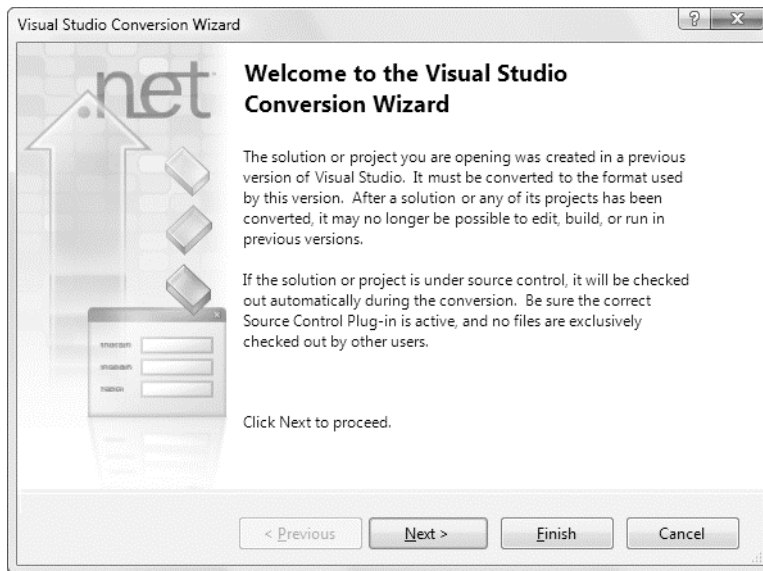 Visual Studio Conversion Wizard
? X
.net
Welcome to the Visual Studio
Conversion Wizard
The solution or project you are opening was created in a previous
version of Visual Studio. It must be converted to the format used
by this version. After a solution or any of its projects has been
converted, it may no longer be possible to edit, build, or run in
previous versions.
If the solution or project is under source control, it will be checked
out automatically during the conversion. Be sure the correct
Source Control Plug-in is active, and no files are exclusively
checked out by other users.
Click Next to proceed.
< Previous
Next >
Finish
Cancel